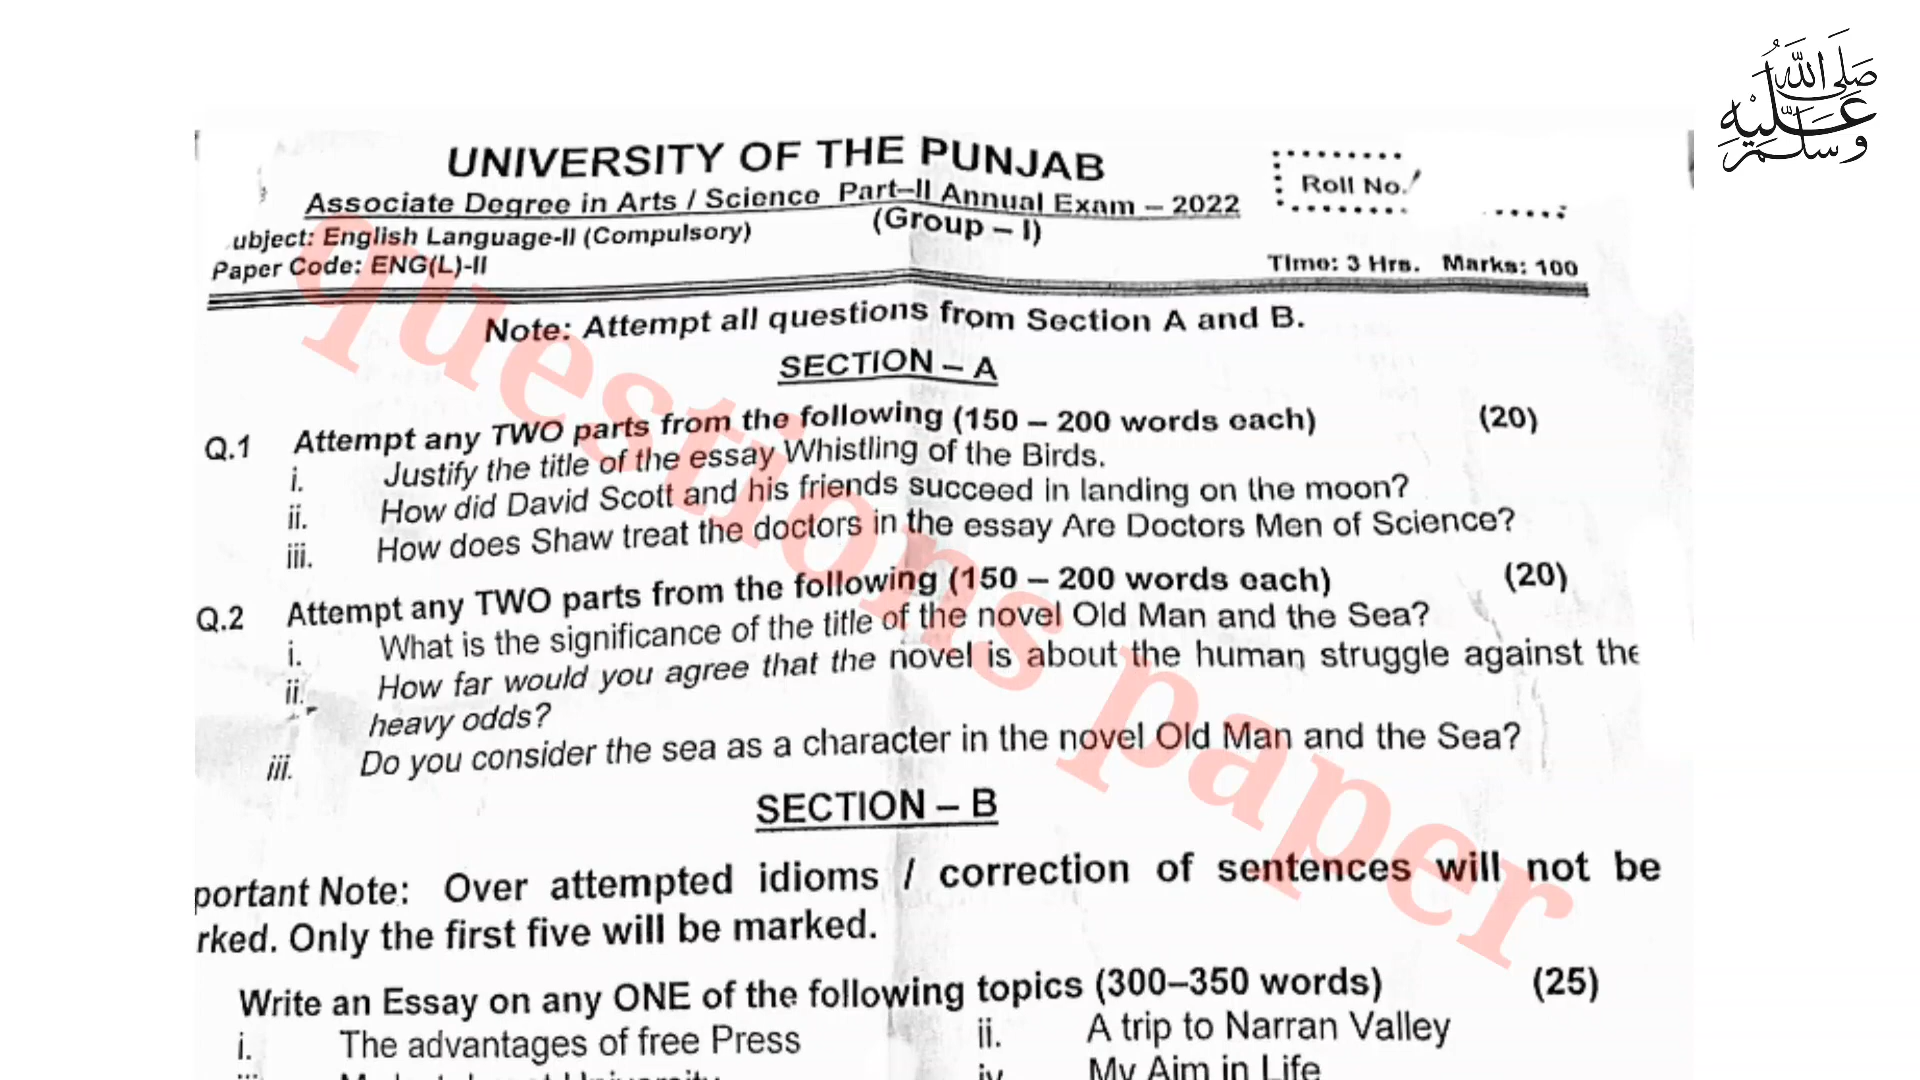 صلى الله
عليه
وسلم
UNIVERSITY OF THE PUNJAB
Roll No.
Associate Degree in Arts / Science Part–II Annual Exam – 2022
ubject: English Language-II (Compulsory)
(Group – I)
Paper Code: ENG(L)-II
Time: 3 Hrs. Marks: 100
Note: Attempt all questions from Section A and B.
SECTION – A
Q.1 Attempt any TWO parts from the following (150 – 200 words each) (20)
i. Justify the title of the essay Whistling of the Birds.
ii. How did David Scott and his friends succeed in landing on the moon?
iii. How does Shaw treat the doctors in the essay Are Doctors Men of Science?
Q.2 Attempt any TWO parts from the following (150 – 200 words each) (20)
i. What is the significance of the title of the novel Old Man and the Sea?
ii. How far would you agree that the novel is about the human struggle against the
heavy odds?
iii. Do you consider the sea as a character in the novel Old Man and the Sea?
SECTION – B
portant Note: Over attempted idioms / correction of sentences will not be
rked. Only the first five will be marked.
Write an Essay on any ONE of the following topics (300–350 words) (25)
i. The advantages of free Press ii. A trip to Narran Valley
iv. My Aim in Life
questions paper